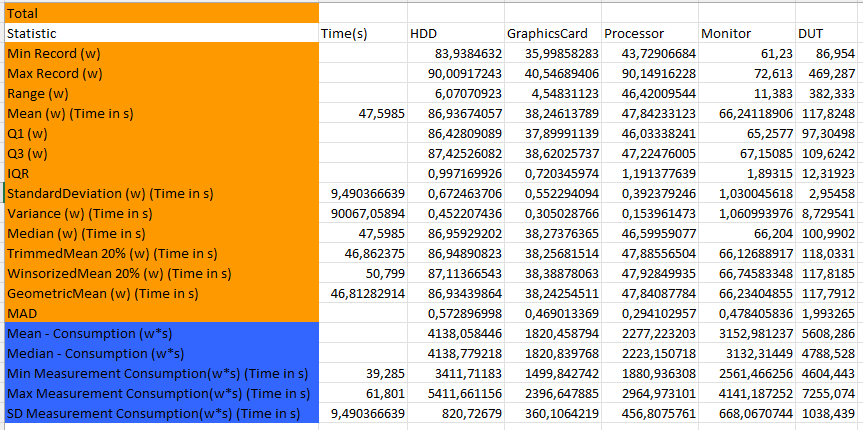 Total
Statistic Time(s) HDD GraphicsCard Processor Monitor DUT
Min Record (w) 83,9384632 35,99858283 43,72906684 61,23 86,954
Max Record (w) 90,00917243 40,54689406 90,14916228 72,613 469,287
Range (w) 6,07070923 4,54831123 46,42009544 11,383 382,333
Mean (w) (Time in s) 47,5985 86,93674057 38,24613789 47,84233123 66,24118906 117,8248
Q1 (w) 86,42809089 37,89991139 46,03338241 65,2577 97,30498
Q3 (w) 87,42526082 38,62025737 47,22476005 67,15085 109,6242
IQR 0,997169926 0,720345974 1,191377639 1,89315 12,31923
StandardDeviation (w) (Time in s) 9,490366639 0,672463706 0,552294094 0,392379246 1,030045618 2,95458
Variance (w) (Time in s) 90067,05894 0,452207436 0,305028766 0,153961473 1,060993976 8,729541
Median (w) (Time in s) 47,5985 86,95929202 38,27376365 46,59959077 66,204 100,9902
TrimmedMean 20% (w) (Time in s) 46,862375 86,94890823 38,25681514 47,88556504 66,12688917 118,0331
WinsorizedMean 20% (w) (Time in s) 50,799 87,11366543 38,38878063 47,92849935 66,74583348 117,8185
GeometricMean (w) (Time in s) 46,81282914 86,93439864 38,24254511 47,84087784 66,23404855 117,7912
MAD 0,572896998 0,469013369 0,294102957 0,478405836 1,993265
Mean - Consumption (w*s) 4138,058446 1820,458794 2277,223203 3152,981237 5608,286
Median - Consumption (w*s) 4138,779218 1820,839768 2223,150718 3132,31449 4788,528
Min Measurement Consumption(w*s) (Time in s) 39,285 3411,71183 1499,842742 1880,936308 2561,466256 4604,443
Max Measurement Consumption(w*s) (Time in s) 61,801 5411,661156 2396,647885 2964,973101 4141,187252 7255,074
SD Measurement Consumption(w*s) (Time in s) 9,490366639 820,72679 360,1064219 456,8075761 668,0670744 1038,439